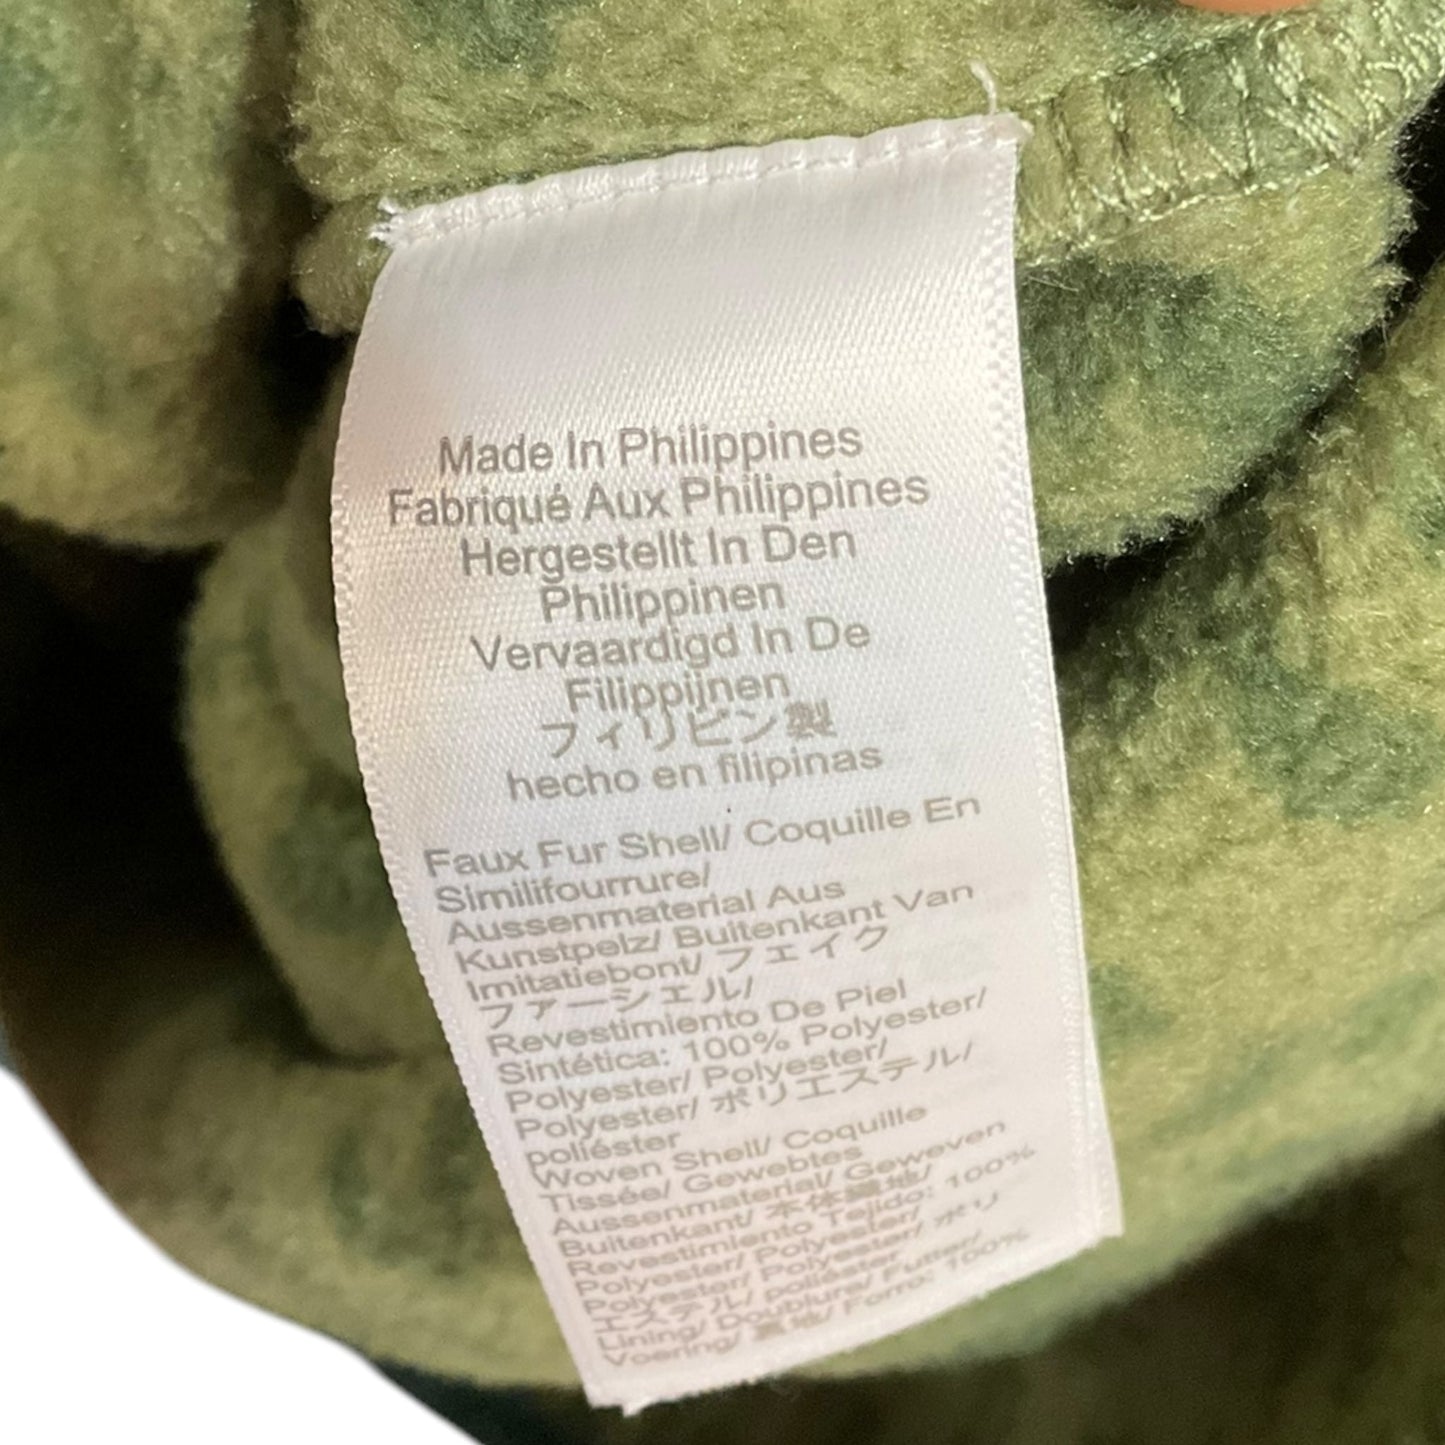 Made In Philippines
Fabriqué Aux Philippines
Hergestellt In Den
Philippinen
Vervaardigd In De
Filippijnen
フィリピン製
hecho en filipinas
Faux Fur Shell/ Coquille En
Similifourrure/
Aussenmaterial Aus
Kunstpelz/ Buitenkant Van
Imitatiebont/ フェイク
ファーシェル/
Revestimiento De Piel
Sintética: 100% Polyester/
Polyester/ Polyester/
Polyester/ ポリエステル/
poliéster
Woven Shell/ Coquille
Tissée/ Gewebtes
Aussenmaterial/ Geweven
Buitenkant/ 本体織地/
Revestimiento Tejido: 100%
Polyester/ Polyester/
Polyester/ Polyester/ ポリ
エステル/ poliéster
Lining/ Doublure/ Futter/
Voering/ 裏地/ Forro: 100%